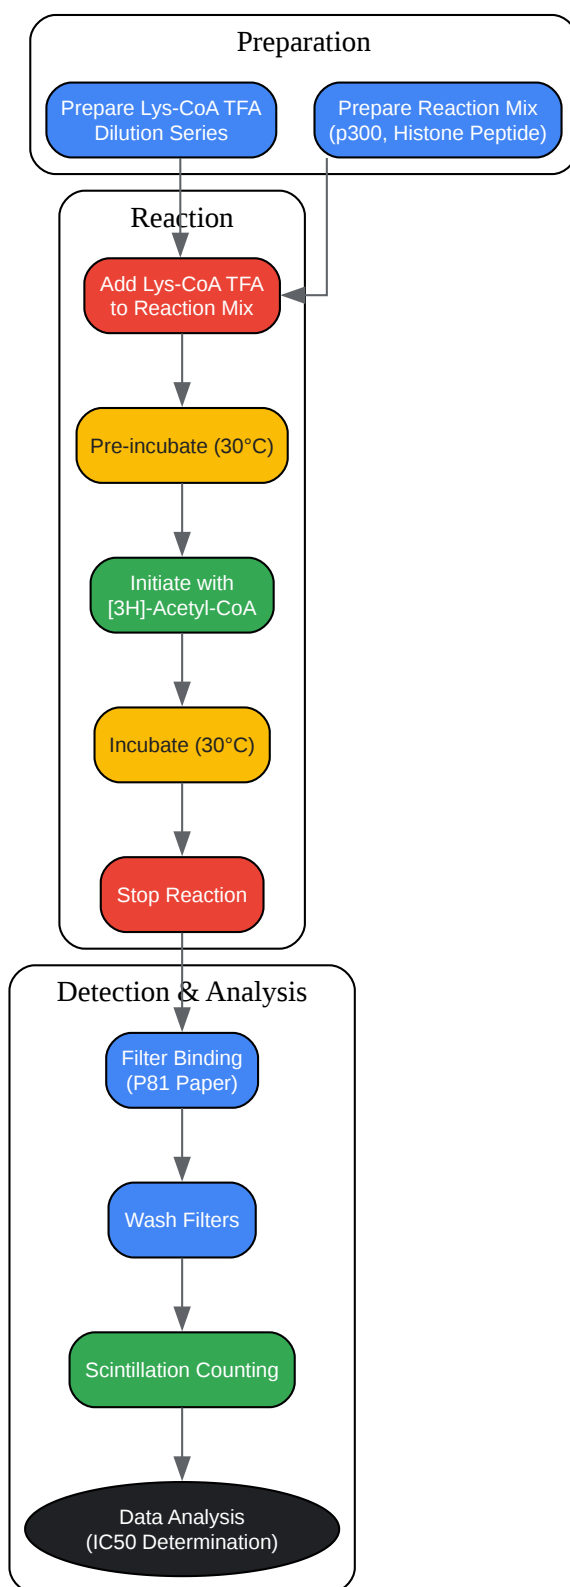 Preparation
Prepare Lys-CoA TFA
Dilution Series
Prepare Reaction Mix
(p300, Histone Peptide)
Reaction
Add Lys-CoA TFA
to Reaction Mix
Pre-incubate (30°C)
Initiate with
[3H]-Acetyl-CoA
Incubate (30°C)
Stop Reaction
Detection & Analysis
Filter Binding
(P81 Paper)
Wash Filters
Scintillation Counting
Data Analysis
(IC50 Determination)